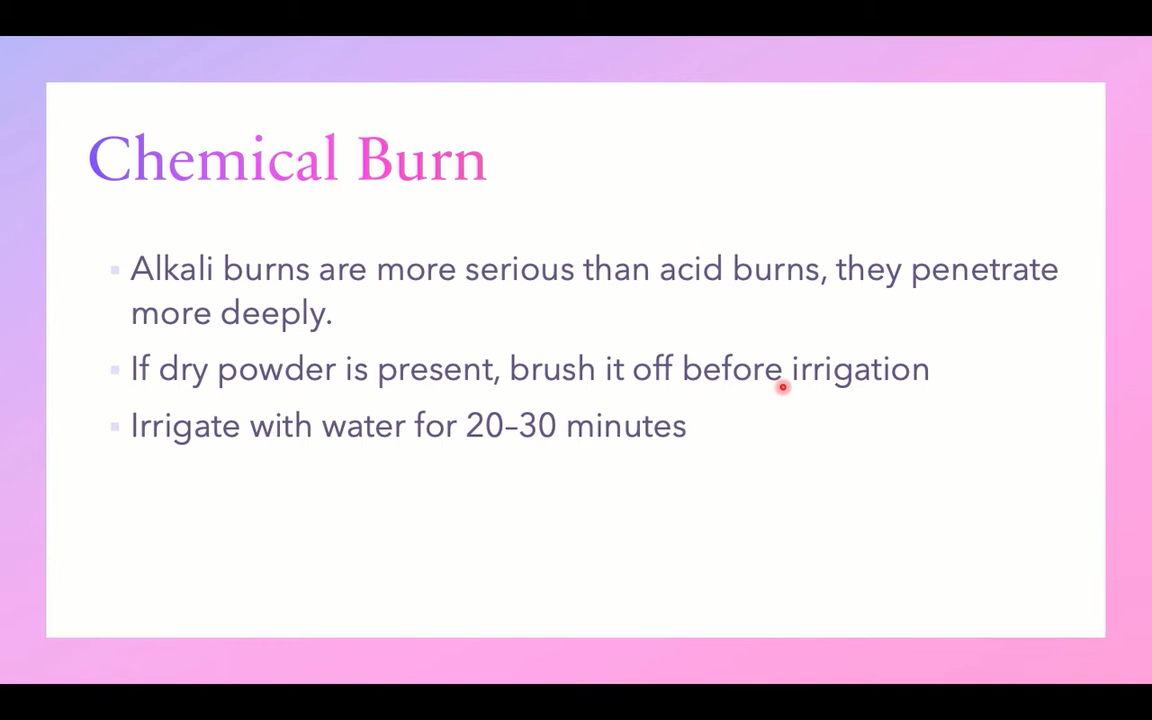 Chemical Burn
Alkali burns are more serious than acid burns, they penetrate
more deeply.
If dry powder is present, brush it off before irrigation
Irrigate with water for 20–30 minutes